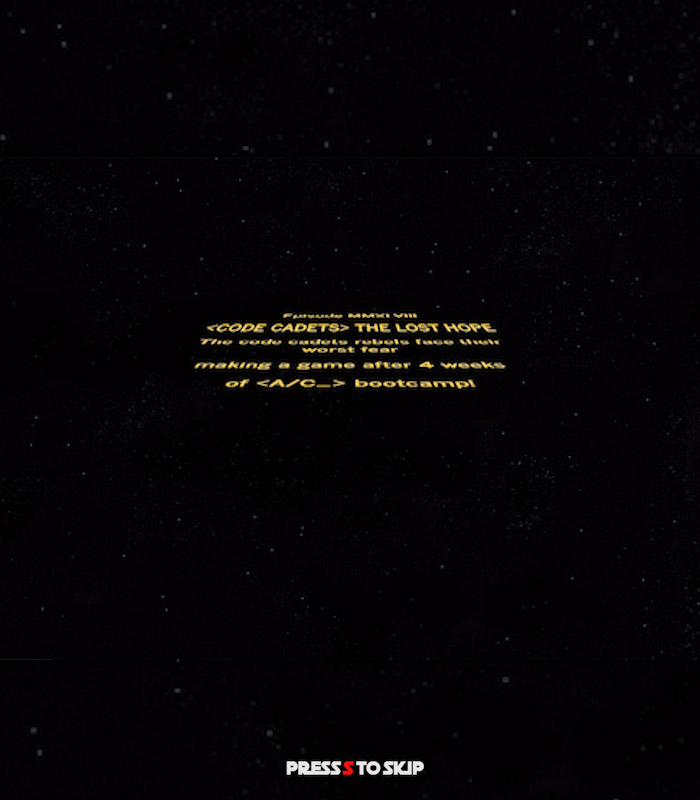 Episode MMXLVIII
<CODE CADETS> THE LOST HOPE
The code cadets rebels face their
worst fear
making a game after 4 weeks
of <A/C_> bootcamp!
PRESS S TO SKIP